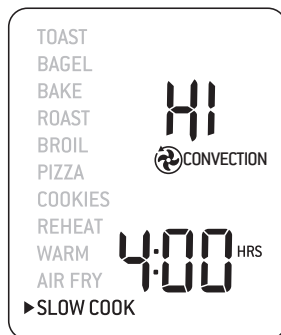 TOAST
BAGEL
BAKE
ROAST
BROIL
PIZZA
COOKIES
REHEAT
WARM
AIR FRY
▶SLOW COOK
HI
CONVECTION
4:00 HRS